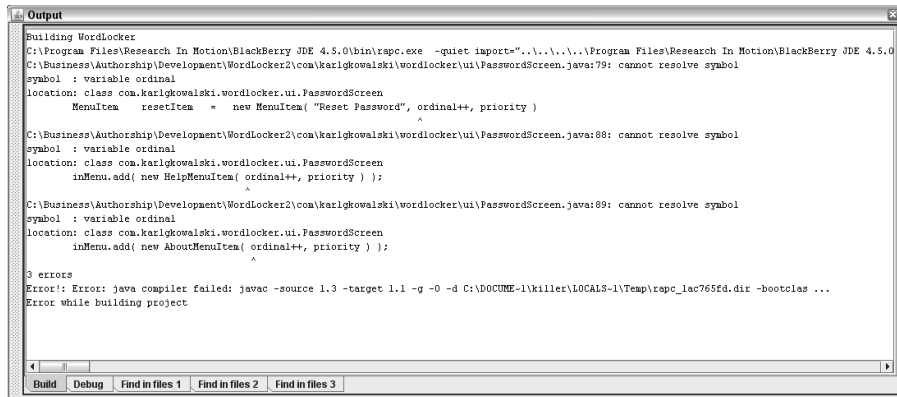 Output
Building WordLocker
C:\Program Files\Research In Motion\BlackBerry JDE 4.5.0\bin\rapc.exe -quiet import="..\..\..\..\Program Files\Research In Motion\BlackBerry JDE 4.5.0
C:\Business\Authorship\Development\WordLocker2\com\karlgkowalski\wordlocker\ui\PasswordScreen.java:79: cannot resolve symbol
symbol : variable ordinal
location: class com.karlgkowalski.wordlocker.ui.PasswordScreen
MenuItem resetItem = new MenuItem( "Reset Password", ordinal++, priority )
^
C:\Business\Authorship\Development\WordLocker2\com\karlgkowalski\wordlocker\ui\PasswordScreen.java:88: cannot resolve symbol
symbol : variable ordinal
location: class com.karlgkowalski.wordlocker.ui.PasswordScreen
inMenu.add( new HelpMenuItem( ordinal++, priority ) );
^
C:\Business\Authorship\Development\WordLocker2\com\karlgkowalski\wordlocker\ui\PasswordScreen.java:89: cannot resolve symbol
symbol : variable ordinal
location: class com.karlgkowalski.wordlocker.ui.PasswordScreen
inMenu.add( new AboutMenuItem( ordinal++, priority ) );
^
3 errors
Error!: Error: java compiler failed: javac -source 1.3 -target 1.1 -g -O -d C:\DOCUME~1\killer\LOCALS~1\Temp\rapc_1ac765fd.dir -bootclas ...
Error while building project
Build Debug Find in files 1 Find in files 2 Find in files 3